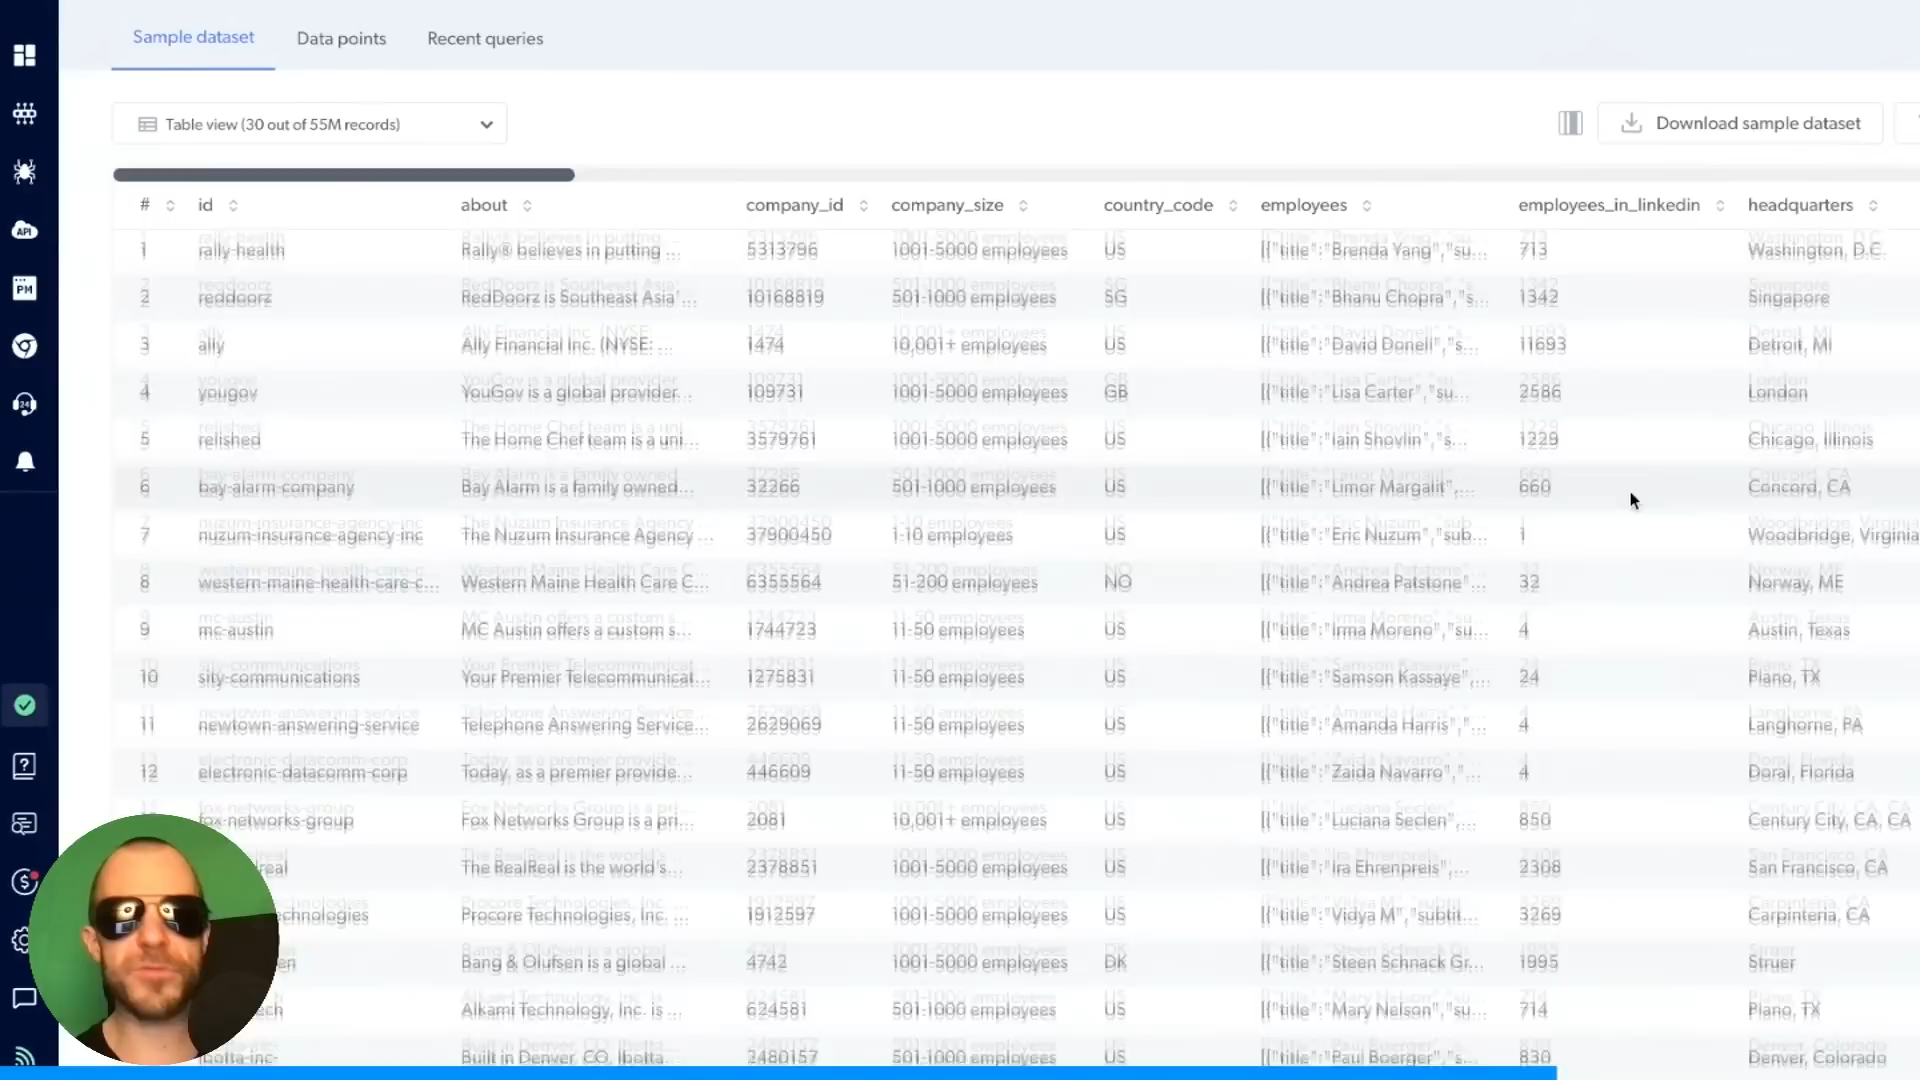 Sample dataset Data points Recent queries
Table view (30 out of 55M records) Download sample dataset
# id about company_id company_size country_code employees employees_in_linkedin headquarters
1 rally-health Rally® believes in putting ... 5313796 1001-5000 employees US [{"title":"Brenda Yang","su... 713 Washington, D.C.
2 reddoorz RedDoorz is Southeast Asia'... 10168819 501-1000 employees SG [{"title":"Bhanu Chopra","s... 1342 Singapore
3 ally Ally Financial Inc. (NYSE: ... 1474 10,001+ employees US [{"title":"David Donell","s... 11693 Detroit, MI
4 yougov YouGov is a global provider... 109731 1001-5000 employees GB [{"title":"Lisa Carter","su... 2586 London
5 relished The Home Chef team is a uni... 3579761 1001-5000 employees US [{"title":"Iain Shovlin","s... 1229 Chicago, Illinois
6 bay-alarm-company Bay Alarm is a family owned... 32266 501-1000 employees US [{"title":"Limor Margalit",... 660 Concord, CA
7 nuzum-insurance-agency-inc The Nuzum Insurance Agency ... 37900450 1-10 employees US [{"title":"Eric Nuzum","sub... 1 Woodbridge, Virginia
8 western-maine-health-care-c... Western Maine Health Care C... 6355564 51-200 employees NO [{"title":"Andrea Patstone"... 32 Norway, ME
9 mc-austin MC Austin offers a custom s... 1744723 11-50 employees US [{"title":"Irma Moreno","su... 4 Austin, Texas
10 sity-communications Your Premier Telecommunicat... 1275831 11-50 employees US [{"title":"Samson Kassaye",... 24 Plano, TX
11 newtown-answering-service Telephone Answering Service... 2629069 11-50 employees US [{"title":"Amanda Harris","... 4 Langhorne, PA
12 electronic-datacomm-corp Today, as a premier provide... 446609 11-50 employees US [{"title":"Zaida Navarro","... 4 Doral, Florida
fox-networks-group Fox Networks Group is a pri... 2081 10,001+ employees US [{"title":"Luciana Seclen",... 850 Century City, CA, CA
real The RealReal is the world's... 2378851 1001-5000 employees US [{"title":"Ira Ehrenpreis",... 2308 San Francisco, CA
echnologies Procore Technologies, Inc. ... 1912597 1001-5000 employees US [{"title":"Vidya M","subtit... 3269 Carpinteria, CA
en Bang & Olufsen is a global ... 4742 1001-5000 employees DK [{"title":"Steen Schnack Gr... 1995 Struer
ech Alkami Technology, Inc. is ... 624581 501-1000 employees US [{"title":"Mary Nelson","su... 714 Plano, TX
ibotta-inc- Built in Denver, CO, Ibotta... 2480157 501-1000 employees US [{"title":"Paul Boerger","s... 830 Denver, Colorado
API
PM
24